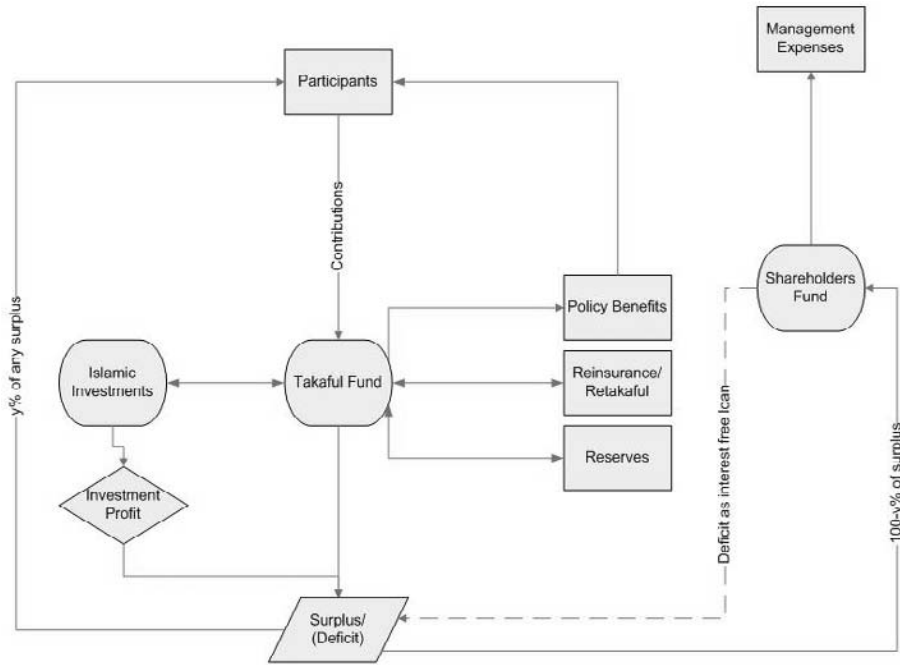 Management
Expenses
Participants
Contributions
Shareholders
Fund
Policy Benefits
y% of any surplus
Islamic
Investments
Takaful Fund
Reinsurance/
Retakaful
Reserves
Investment
Profit
Deficit as interest free loan
100-y% of surplus
Surplus/
(Deficit)